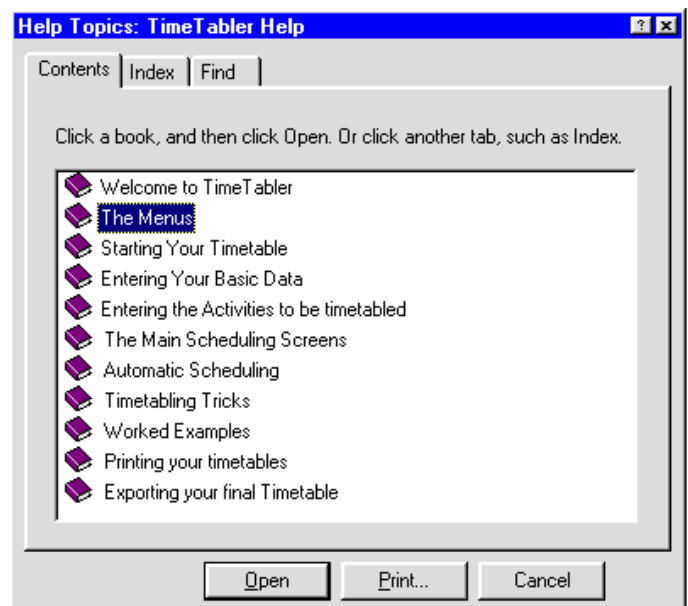 Help Topics: TimeTabler Help
Contents Index Find
Click a book, and then click Open. Or click another tab, such as Index.
Welcome to TimeTabler
The Menus
Starting Your Timetable
Entering Your Basic Data
Entering the Activities to be timetabled
The Main Scheduling Screens
Automatic Scheduling
Timetabling Tricks
Worked Examples
Printing your timetables
Exporting your final Timetable
Open Print... Cancel